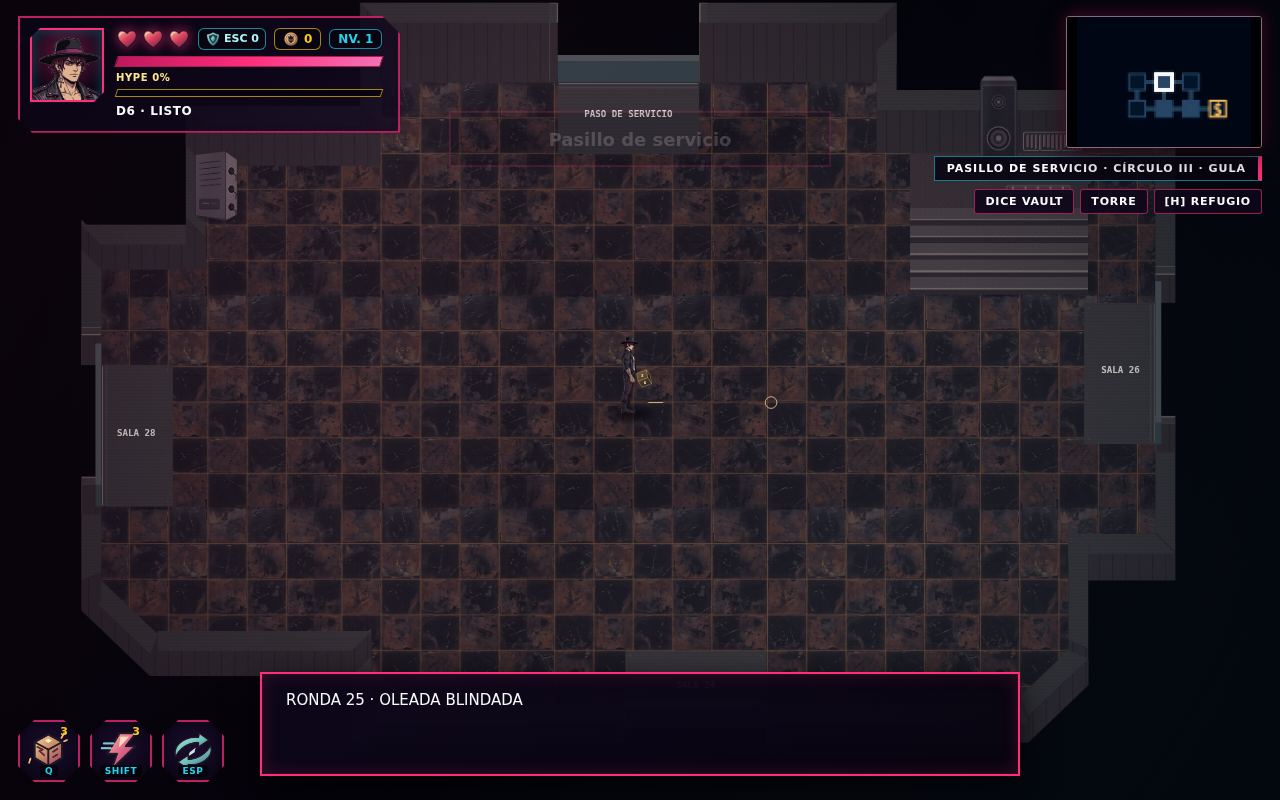 ESC 0
0
NV. 1
HYPE 0%
D6 · LISTO
PASO DE SERVICIO
Pasillo de servicio
$
PASILLO DE SERVICIO · CÍRCULO III · GULA
DICE VAULT
TORRE
[H] REFUGIO
SALA 26
SALA 28
RONDA 25 · OLEADA BLINDADA
3
Q
3
SHIFT
ESP